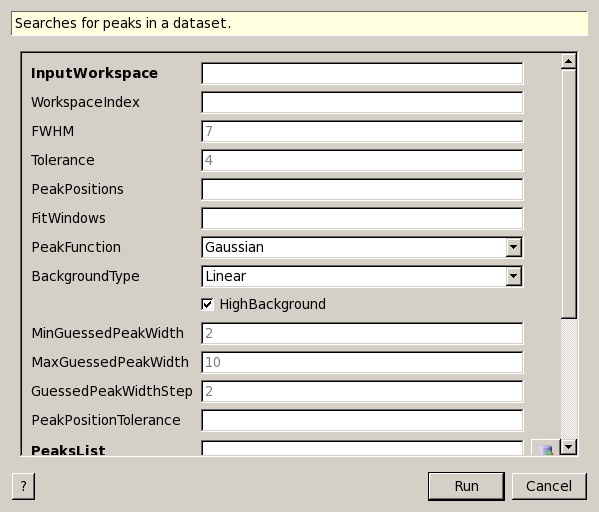 Searches for peaks in a dataset.
InputWorkspace
WorkspaceIndex
FWHM 7
Tolerance 4
PeakPositions
FitWindows
PeakFunction Gaussian
BackgroundType Linear
HighBackground
MinGuessedPeakWidth 2
MaxGuessedPeakWidth 10
GuessedPeakWidthStep 2
PeakPositionTolerance
PeaksList
? Run Cancel